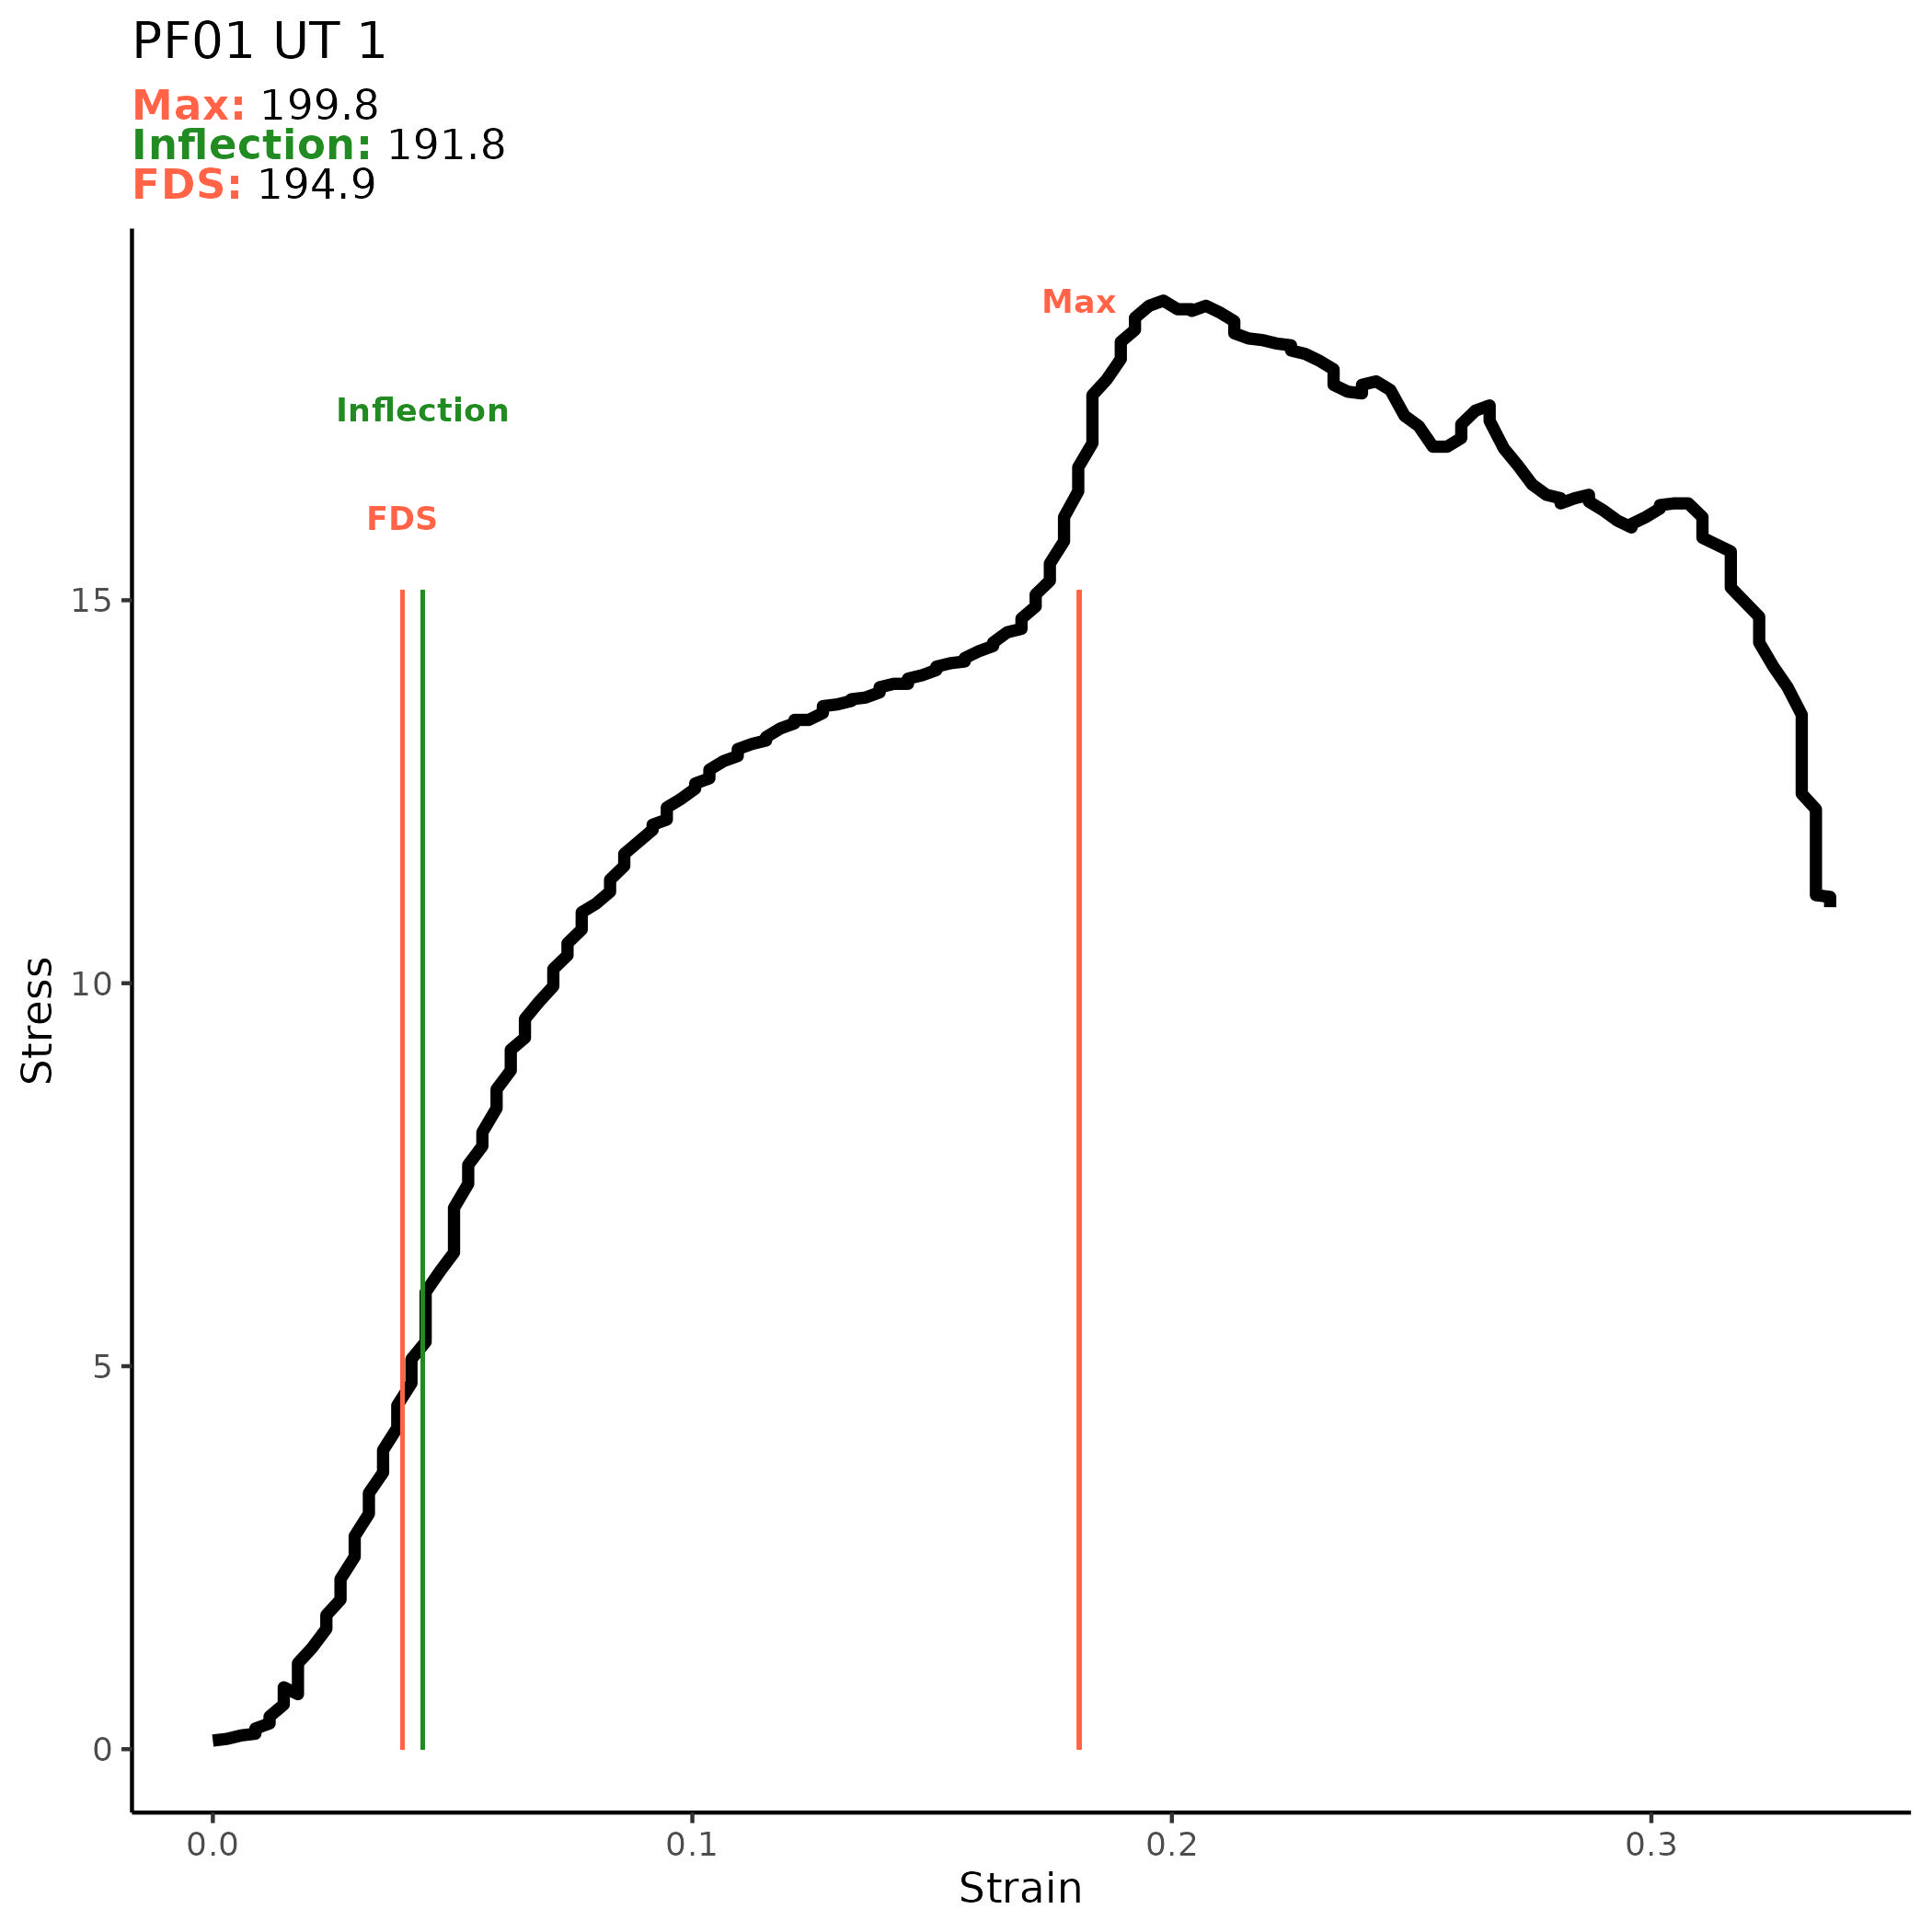 PF01 UT 1
Max: 199.8
Inflection: 191.8
FDS: 194.9
Max
Inflection
FDS
15
10
5
0
Stress
0.0 0.1 0.2 0.3
Strain